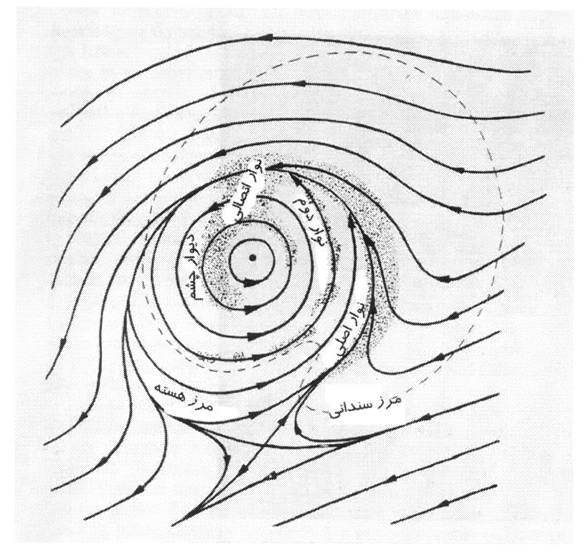 نوار اتصالی
نوار دوم
دیوار چشم
نوار اصلی
مرز هسته
مرز سندانی